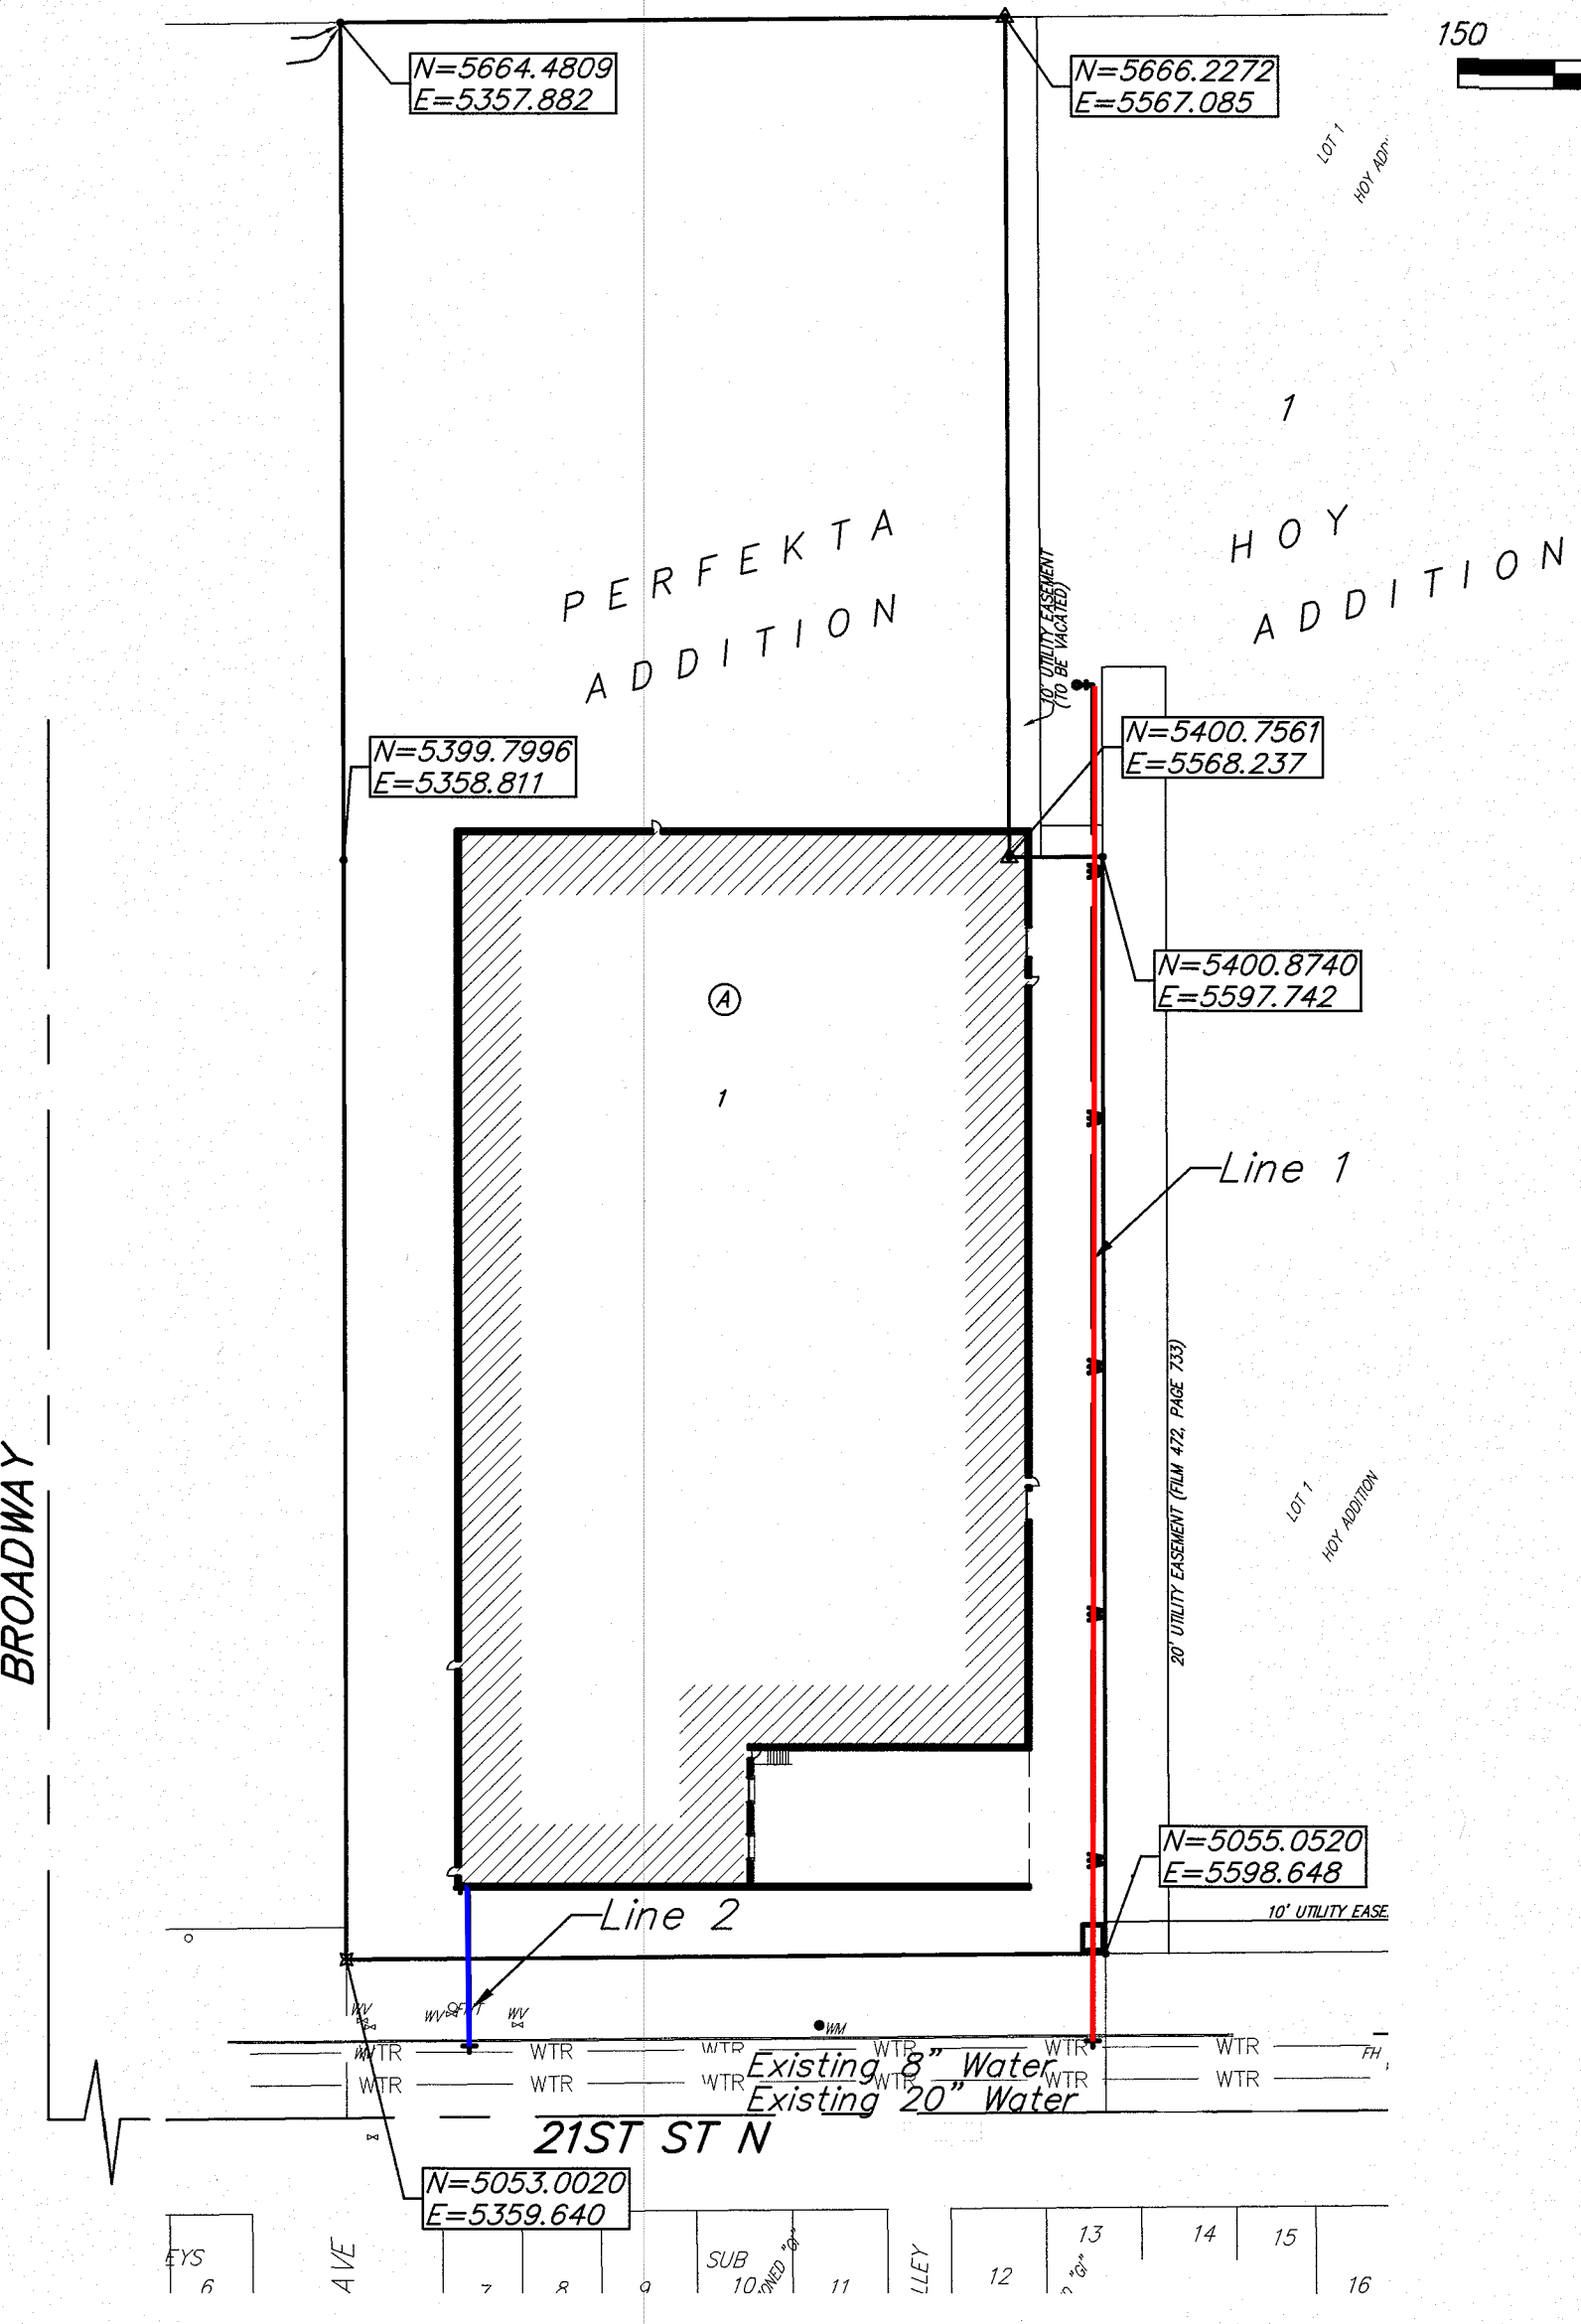 150
N=5664.4809
E=5357.882
N=5666.2272
E=5567.085
LOT 1
HOY ADD
1
PERFEKTA
ADDITION
HOY
ADDITION
10' UTILITY EASEMENT
(TO BE VACATED)
N=5399.7996
E=5358.811
N=5400.7561
E=5568.237
N=5400.8740
E=5597.742
A
1
Line 1
BROADWAY
20' UTILITY EASEMENT (FILM 472, PAGE 733)
LOT 1
HOY ADDITION
N=5055.0520
E=5598.648
10' UTILITY EASE
Line 2
WV
WV
WV
WM
WTR WTR WTR WTR WTR WTR
FH
Existing 8" Water
WTR WTR WTR WTR WTR WTR
Existing 20" Water
21ST ST N
N=5053.0020
E=5359.640
EYS
6
AVE
7
8
9
SUB
10
11
LLEY
12
13
14
15
16